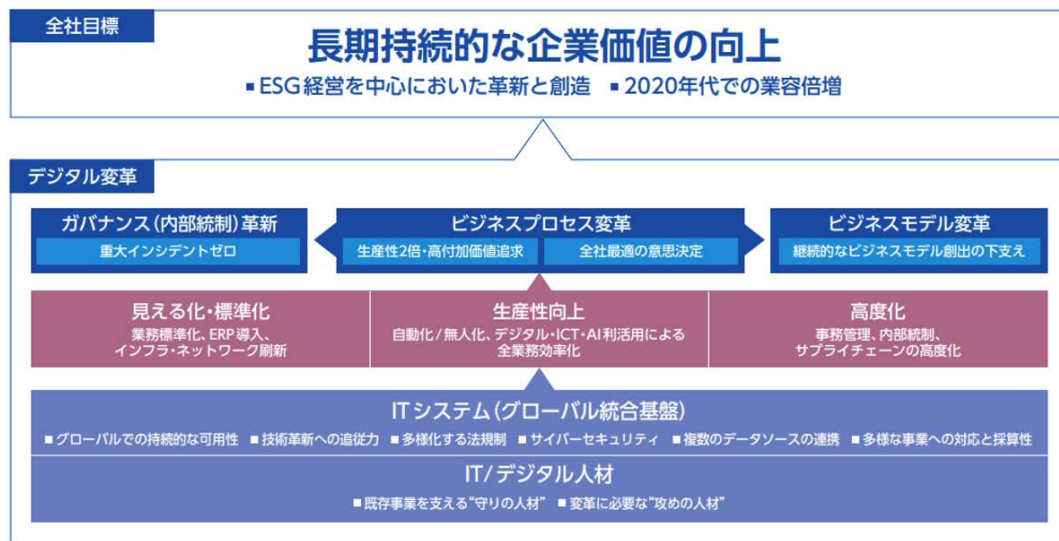 全社目標
長期持続的な企業価値の向上
■ESG経営を中心においた革新と創造 ■2020年代での業容倍増
デジタル変革
ガバナンス(内部統制)革新
重大インシデントゼロ
ビジネスプロセス変革
生産性2倍・高付加価値追求
全社最適の意思決定
ビジネスモデル変革
継続的なビジネスモデル創出の下支え
見える化・標準化
業務標準化、ERP導入、
インフラ・ネットワーク刷新
生産性向上
自動化/無人化、デジタル・ICT・AI利活用による
全業務効率化
高度化
事務管理、内部統制、
サプライチェーンの高度化
ITシステム(グローバル統合基盤)
■グローバルでの持続的な可用性 ■技術革新への追従力 ■多様化する法規制 ■サイバーセキュリティ ■複数のデータソースの連携 ■多様な事業への対応と採算性
IT/デジタル人材
■既存事業を支える“守りの人材” ■変革に必要な“攻めの人材”